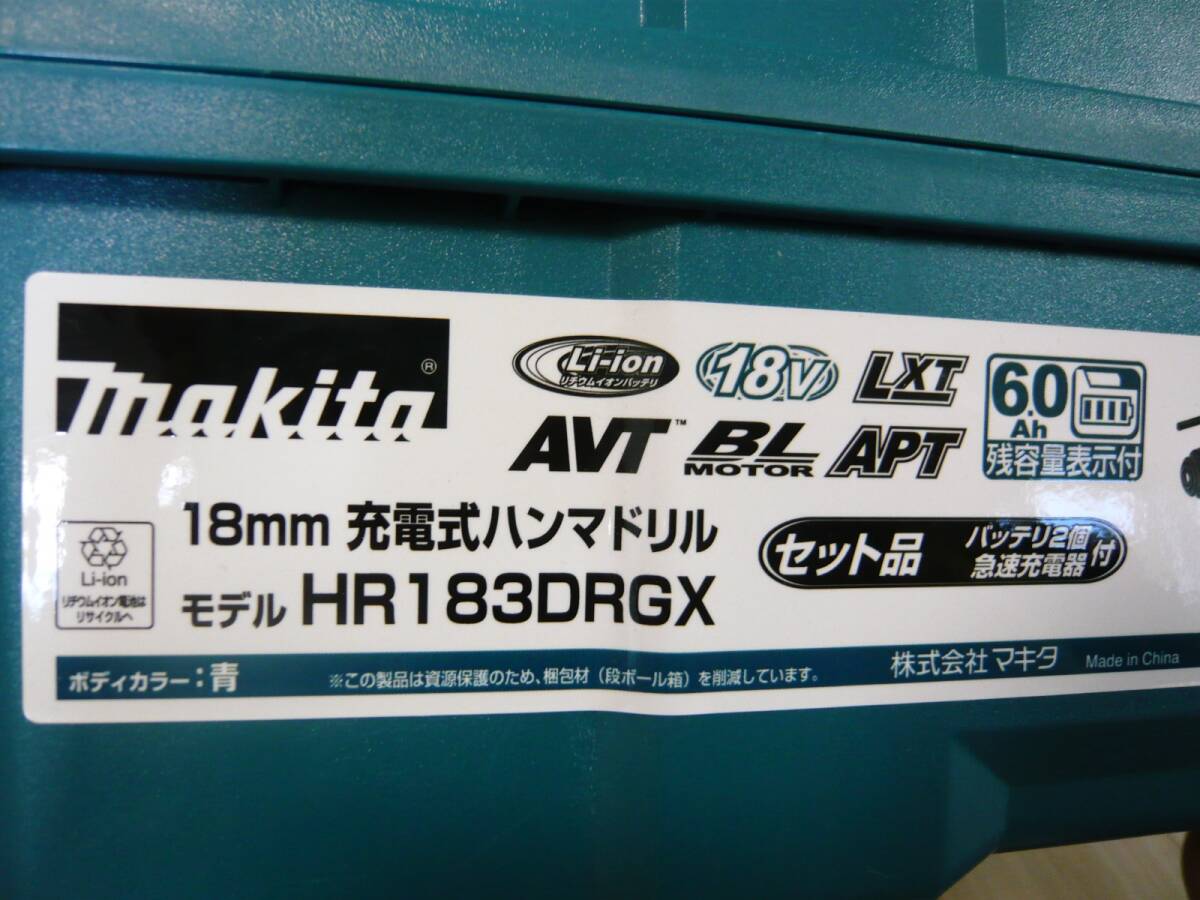 makita®
Li-ion
リチウムイオンバッテリ
18V
LXT
6.0
Ah
残容量表示付
AVT™
BL
MOTOR
APT
18mm 充電式ハンマドリル
セット品 バッテリ2個
急速充電器 付
モデル HR183DRGX
Li-ion
リチウムイオン電池は
リサイクルへ
ボディカラー:青
※この製品は資源保護のため、梱包材(段ボール箱)を削減しています。
株式会社マキタ
Made in China